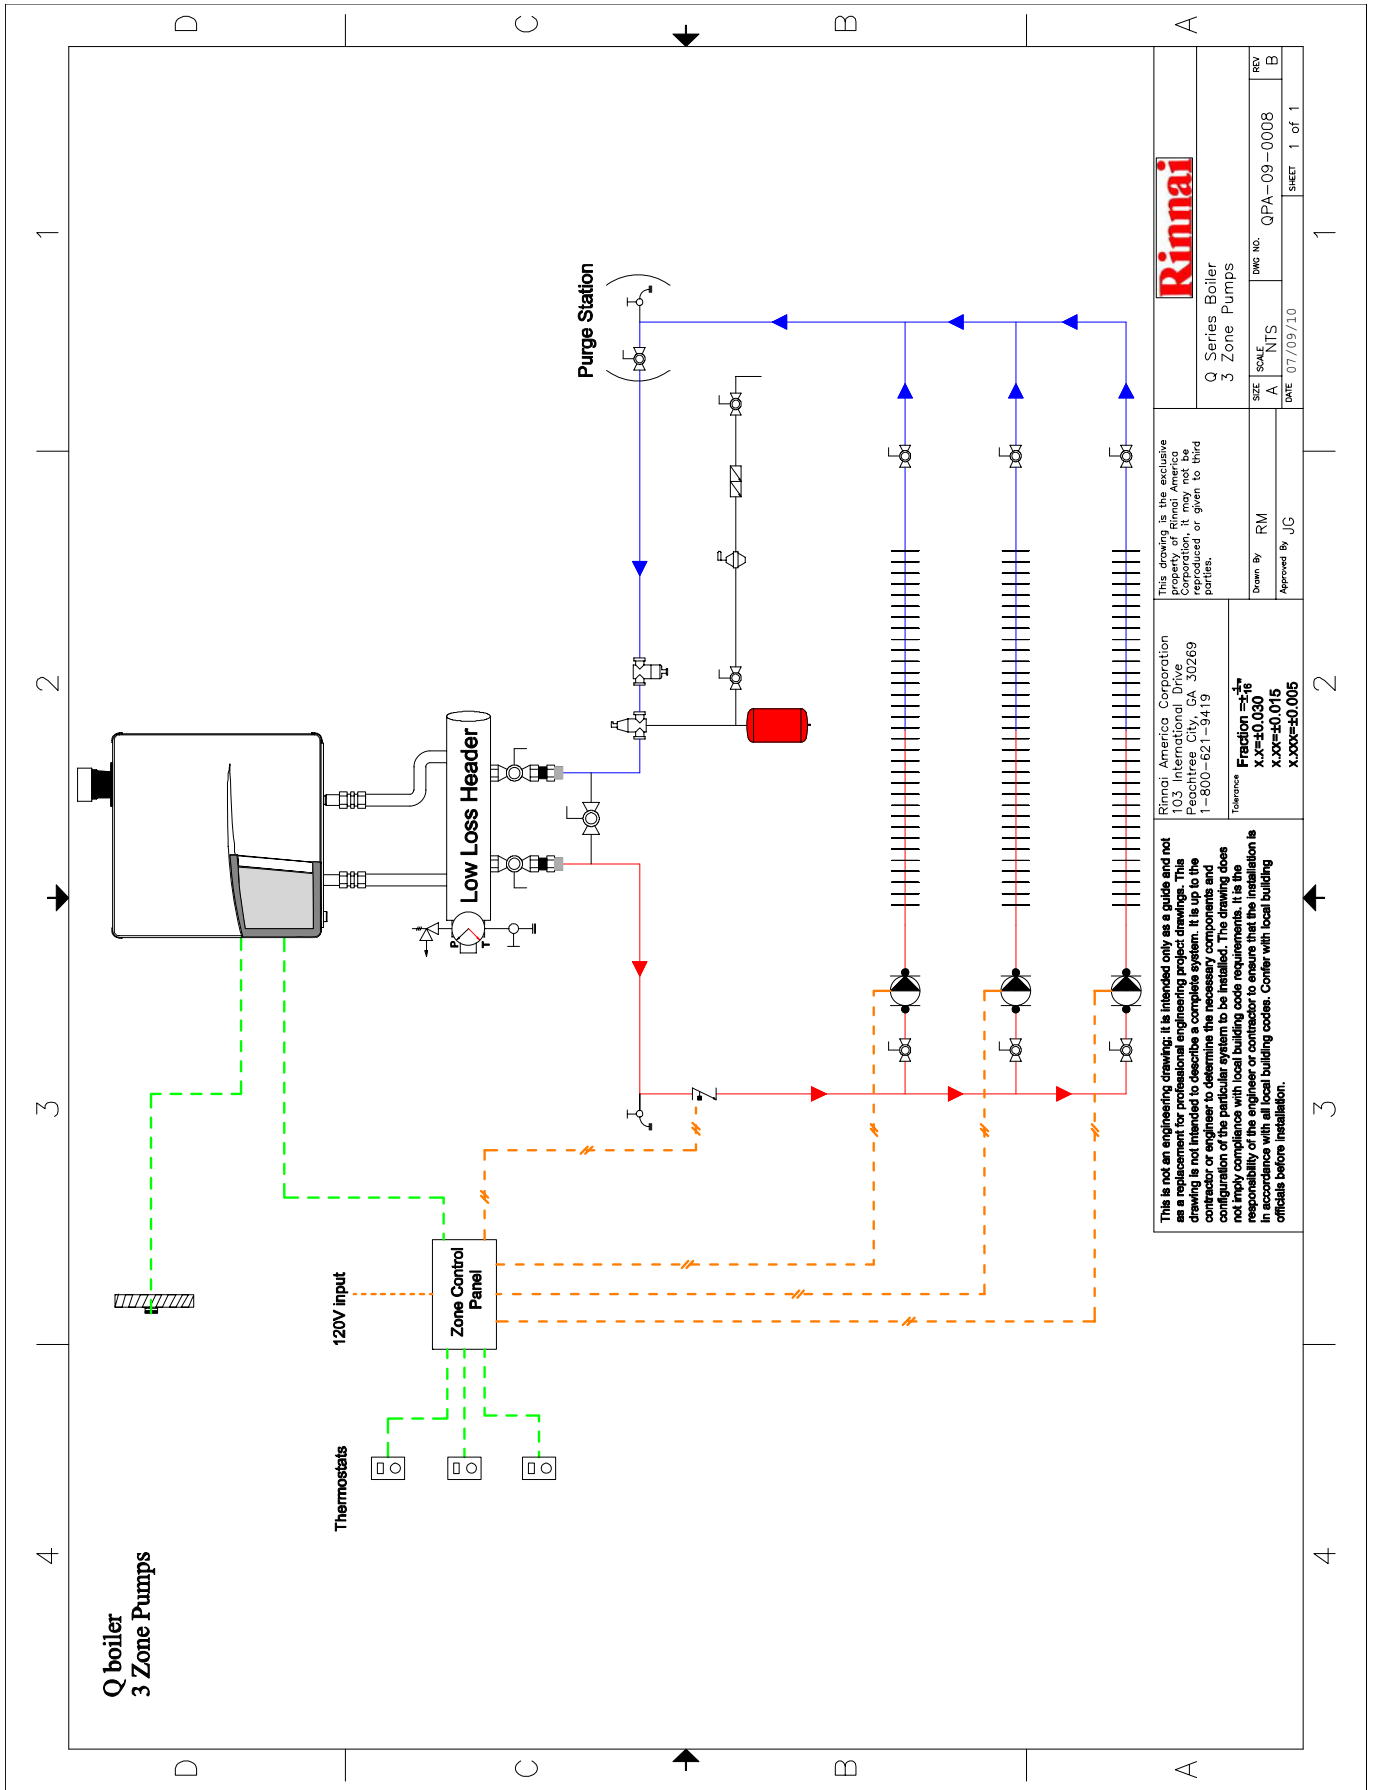 Q boiler
3 Zone Pumps
D
C
B
A
4
3
2
1
4
3
2
1
D
C
B
A
Thermostats
120V input
Zone Control
Panel
Low Loss Header
P
T
Purge Station
This is not an engineering drawing; it is intended only as a guide and not
as a replacement for professional engineering project drawings. This
drawing is not intended to describe a complete system. It is up to the
contractor or engineer to determine the necessary components and
configuration of the particular system to be installed. The drawing does
not imply compliance with local building code requirements. It is the
responsibility of the engineer or contractor to ensure that the installation is
in accordance with all local building codes. Confer with local building
officials before installation.
Rinnai America Corporation
103 International Drive
Peachtree City, GA 30269
1-800-621-9419
Tolerance
Fraction =±1/16"
X.X=±0.030
X.XX=±0.015
X.XXX=±0.005
This drawing is the exclusive
property of Rinnai America
Corporation, it may not be
reproduced or given to third
parties.
Drawn By RM
Approved By JG
Rinnai
Q Series Boiler
3 Zone Pumps
SIZE A
SCALE NTS
DWG NO. QPA-09-0008
REV B
DATE 07/09/10
SHEET 1 of 1